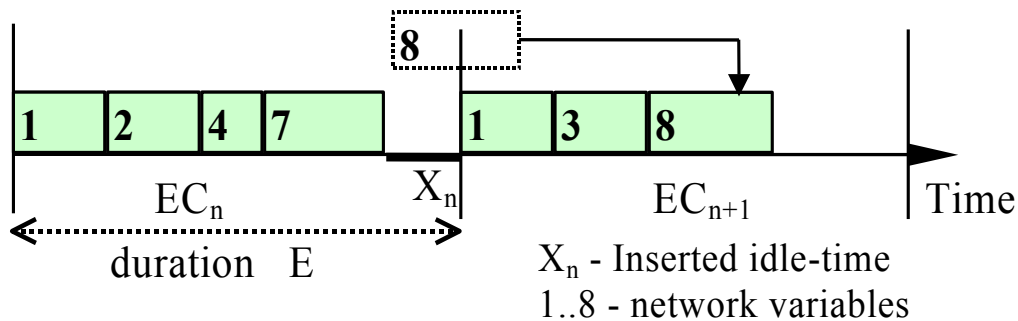 8
1 2 4 7 1 3 8
Xₙ
ECₙ ECₙ₊₁ Time
duration E
Xₙ - Inserted idle-time
1..8 - network variables